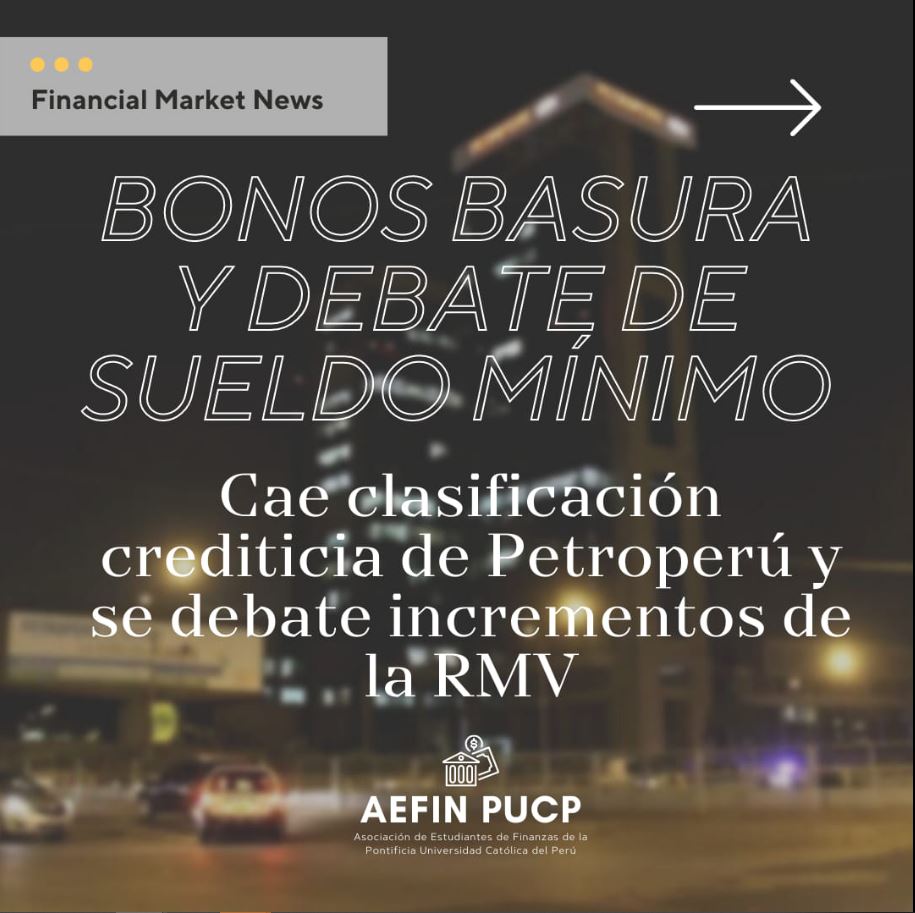 Financial Market News
BONOS BASURA
Y DEBATE DE
SUELDO MÍNIMO
Cae clasificación
crediticia de Petroperú y
se debate incrementos de
la RMV
AEFIN PUCP
Asociación de Estudiantes de Finanzas de la
Pontificia Universidad Católica del Perú